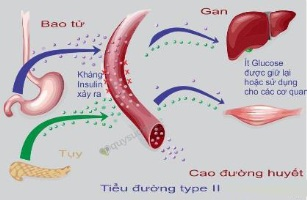 Bao tử
Gan
Kháng
Insulin
xảy ra
Ít Glucose
được giữ lại
hoặc sử dụng
cho các cơ quan
Tụy
Cao đường huyết
Tiểu đường type II